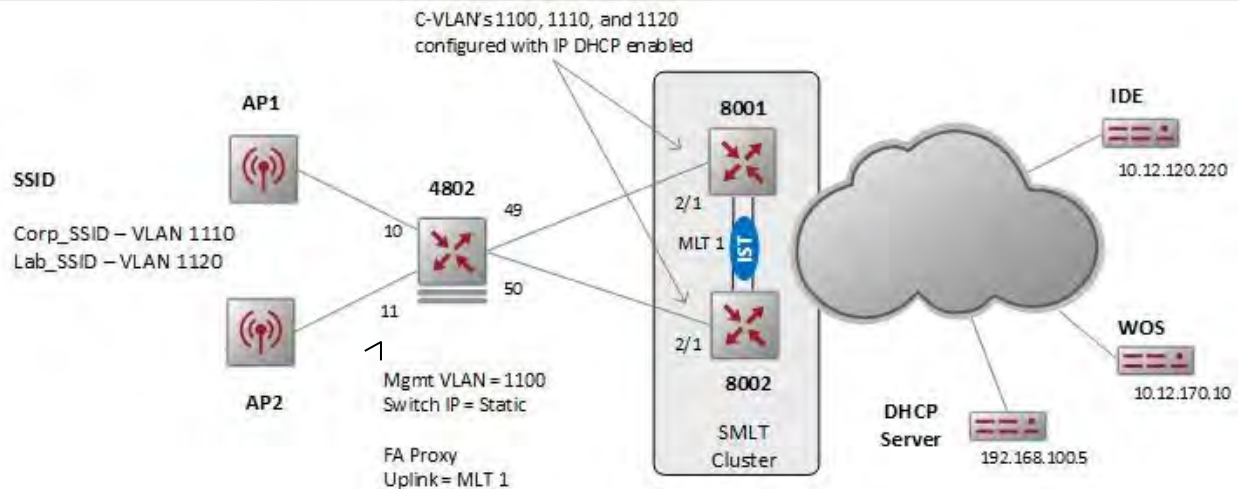 C-VLAN's 1100, 1110, and 1120
configured with IP DHCP enabled
AP1
8001
IDE
10.12.120.220
SSID
4802
49
10
2/1
Corp_SSID – VLAN 1110
Lab_SSID – VLAN 1120
MLT 1
IST
50
11
2/1
WOS
10.12.170.10
Mgmt VLAN = 1100
Switch IP = Static
AP2
8002
DHCP
Server
192.168.100.5
SMLT
Cluster
FA Proxy
Uplink = MLT 1